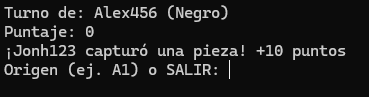 Turno de: Alex456 (Negro)
Puntaje: 0
¡Jonh123 capturó una pieza! +10 puntos
Origen (ej. A1) o SALIR: